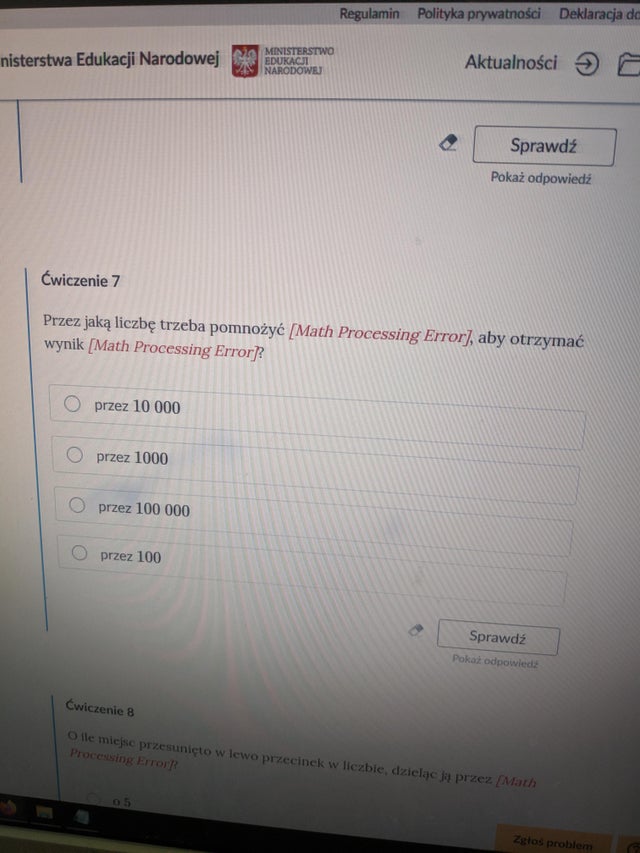 Regulamin Polityka prywatności Deklaracja do
nisterstwa Edukacji Narodowej
MINISTERSTWO
EDUKACJI
NARODOWEJ
Aktualności
Sprawdź
Pokaż odpowiedź
Ćwiczenie 7
Przez jaką liczbę trzeba pomnożyć [Math Processing Error], aby otrzymać
wynik [Math Processing Error]?
przez 10 000
przez 1000
przez 100 000
przez 100
Sprawdź
Pokaż odpowiedź
Ćwiczenie 8
O ile miejsc przesunięto w lewo przecinek w liczbie, dzieląc ją przez [Math
Processing Error]?
o 5
Zgłoś problem